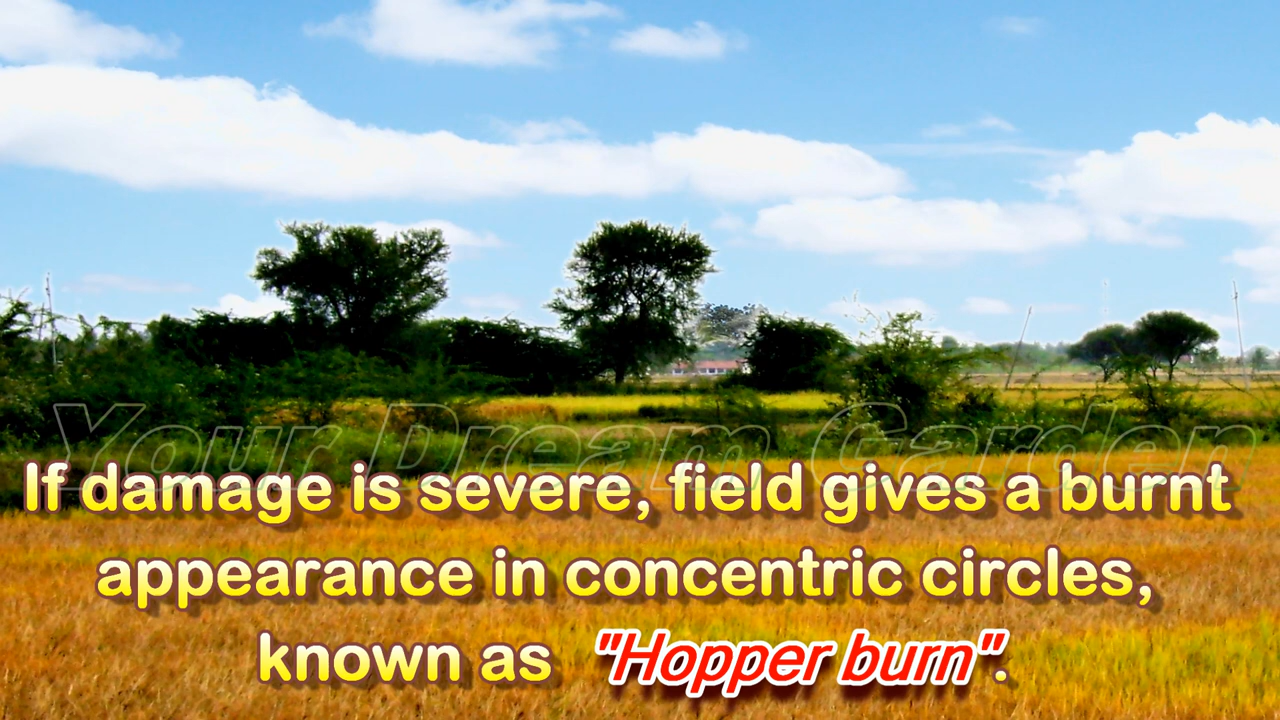 Your Dream Garden
If damage is severe, field gives a burnt
appearance in concentric circles,
known as "Hopper burn".